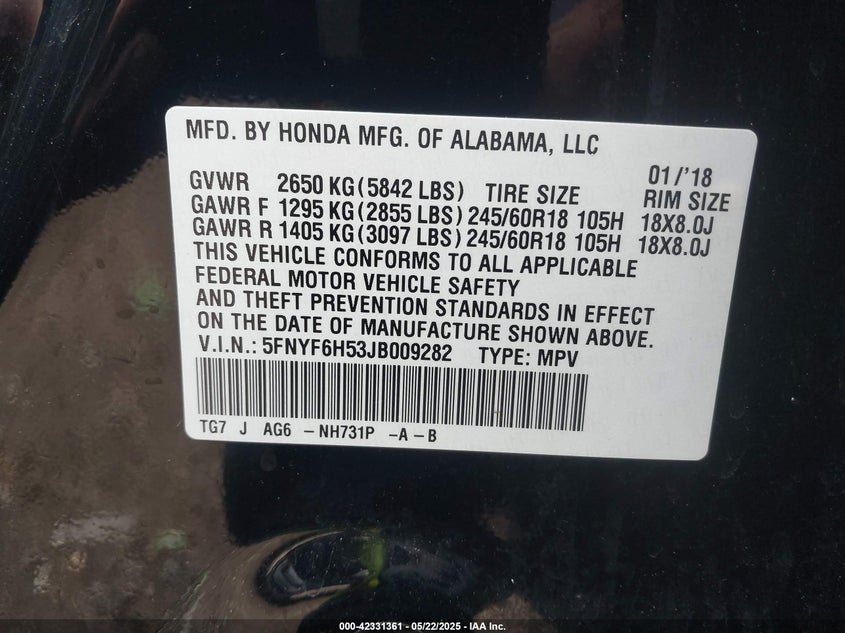 MFD. BY HONDA MFG. OF ALABAMA, LLC
01/'18
GVWR 2650 KG(5842 LBS) TIRE SIZE RIM SIZE
GAWR F 1295 KG(2855 LBS) 245/60R18 105H 18X8.0J
GAWR R 1405 KG(3097 LBS) 245/60R18 105H 18X8.0J
THIS VEHICLE CONFORMS TO ALL APPLICABLE
FEDERAL MOTOR VEHICLE SAFETY
AND THEFT PREVENTION STANDARDS IN EFFECT
ON THE DATE OF MANUFACTURE SHOWN ABOVE.
V.I.N.: 5FNYF6H53JB009282 TYPE: MPV
TG7 J AG6 -NH731P -A-B
000-42331361 - 05/22/2025 - IAA Inc.